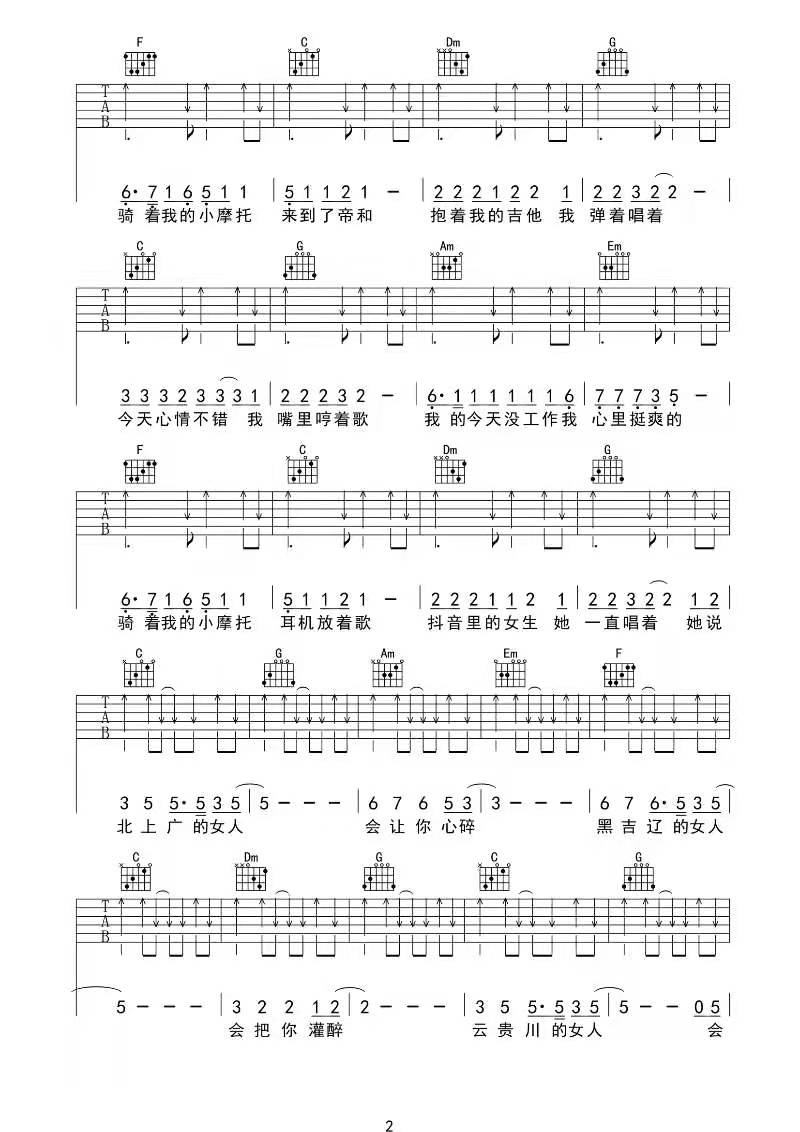 F C Dm G
T
A
B
6· 7 1 6 5 1 1 | 5 1 1 2 1 — | 2 2 2 1 2 2 1 | 2 2 3 2 2 — |
骑着我的小摩托 来到了帝和 抱着我的吉他 我 弹着唱着
C G Am Em
T
A
B
3 3 3 2 3 3 3 1 | 2 2 2 3 2 — | 6· 1 1 1 1 1 1 6 | 7 7 7 3 5 — |
今天心情不错 我 嘴里哼着歌 我的今天没工作我 心里挺爽的
F C Dm G
T
A
B
6· 7 1 6 5 1 1 | 5 1 1 2 1 — | 2 2 2 1 2 2 1 | 2 2 3 2 2 1 2 |
骑着我的小摩托 耳机放着歌 抖音里的女生 她 一直唱着 她说
C G Am Em F
T
A
B
3 5 5· 5 3 5 | 5 — — — | 6 7 6 5 3 | 3 — — — | 6 7 6· 5 3 5 |
北上广的女人 会让你心碎 黑吉辽的女人
C Dm G C G
T
A
B
5 — — — | 3 2 2 1 2 | 2 — — — | 3 5 5· 5 3 5 | 5 — — 0 5 |
会把你灌醉 云贵川的女人 会
2